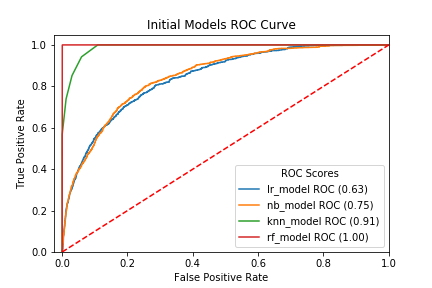 Initial Models ROC Curve
1.0
0.8
0.6
0.4
0.2
0.0
True Positive Rate
ROC Scores
lr_model ROC (0.63)
nb_model ROC (0.75)
knn_model ROC (0.91)
rf_model ROC (1.00)
0.0 0.2 0.4 0.6 0.8 1.0
False Positive Rate